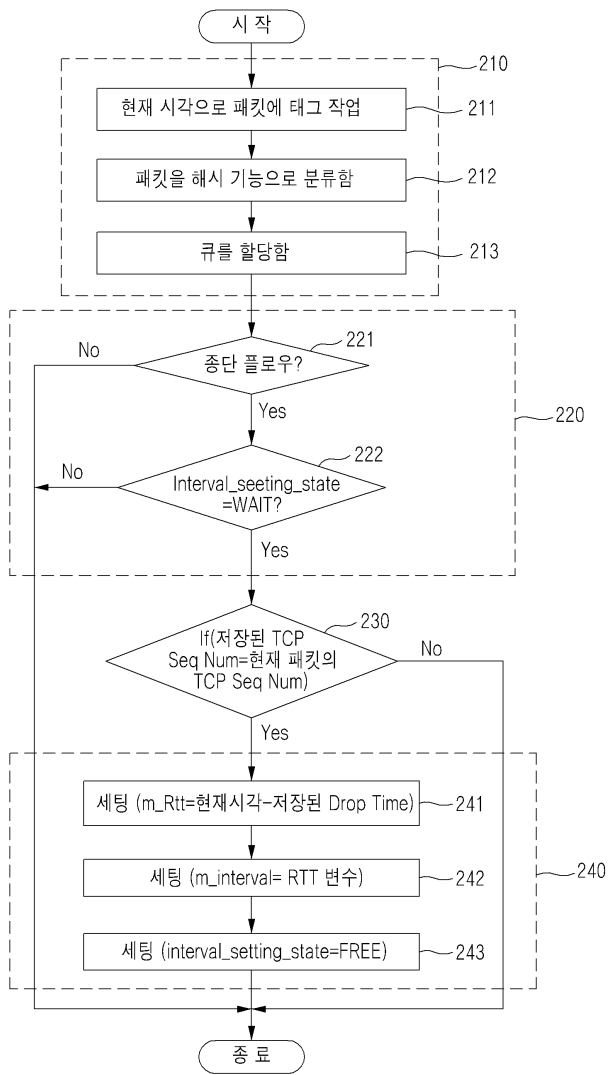 시 작
210
현재 시각으로 패킷에 태그 작업
211
패킷을 해시 기능으로 분류함
212
큐를 할당함
213
종단 플로우?
221
No
Yes
220
Interval_seeting_state
=WAIT?
222
No
Yes
If(저장된 TCP
Seq Num=현재 패킷의
TCP Seq Num)
230
No
Yes
세팅 (m_Rtt=현재시각-저장된 Drop Time)
241
세팅 (m_interval= RTT 변수)
242
240
세팅 (interval_setting_state=FREE)
243
종 료